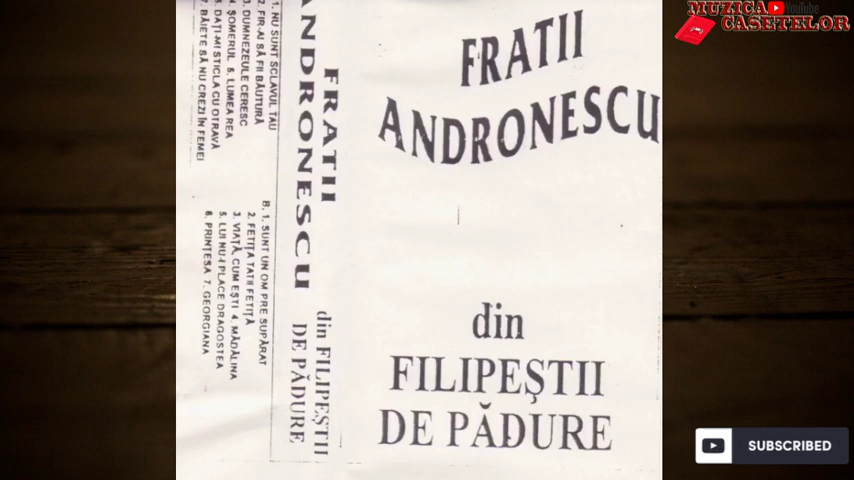 FRATII
ANDRONESCU
din
FILIPEŞTII
DE PĂDURE
FRATII
ANDRONESCU
din FILIPEŞTII
DE PĂDURE
1. NU SUNT SCLAVUL TAU
2. FIR-AI SĂ FII BĂUTURĂ
3. DUMNEZEULE CERESC
4. ŞOMERUL 5. LUMEA REA
6. DAŢI-MI STICLA CU OTRAVĂ
7. BĂIETE SĂ NU CREZI ÎN FEMEI
B. 1. SUNT UN OM PRE SUPĂRAT
2. FETIŢA TATII FETIŢĂ
3. VIAŢĂ, CUM EŞTI 4. MĂDĂLINA
5. LUI NU-I PLACE DRAGOSTEA
6. PRINŢESA 7. GEORGIANA
MUZICA YouTube
CASETELOR
SUBSCRIBED